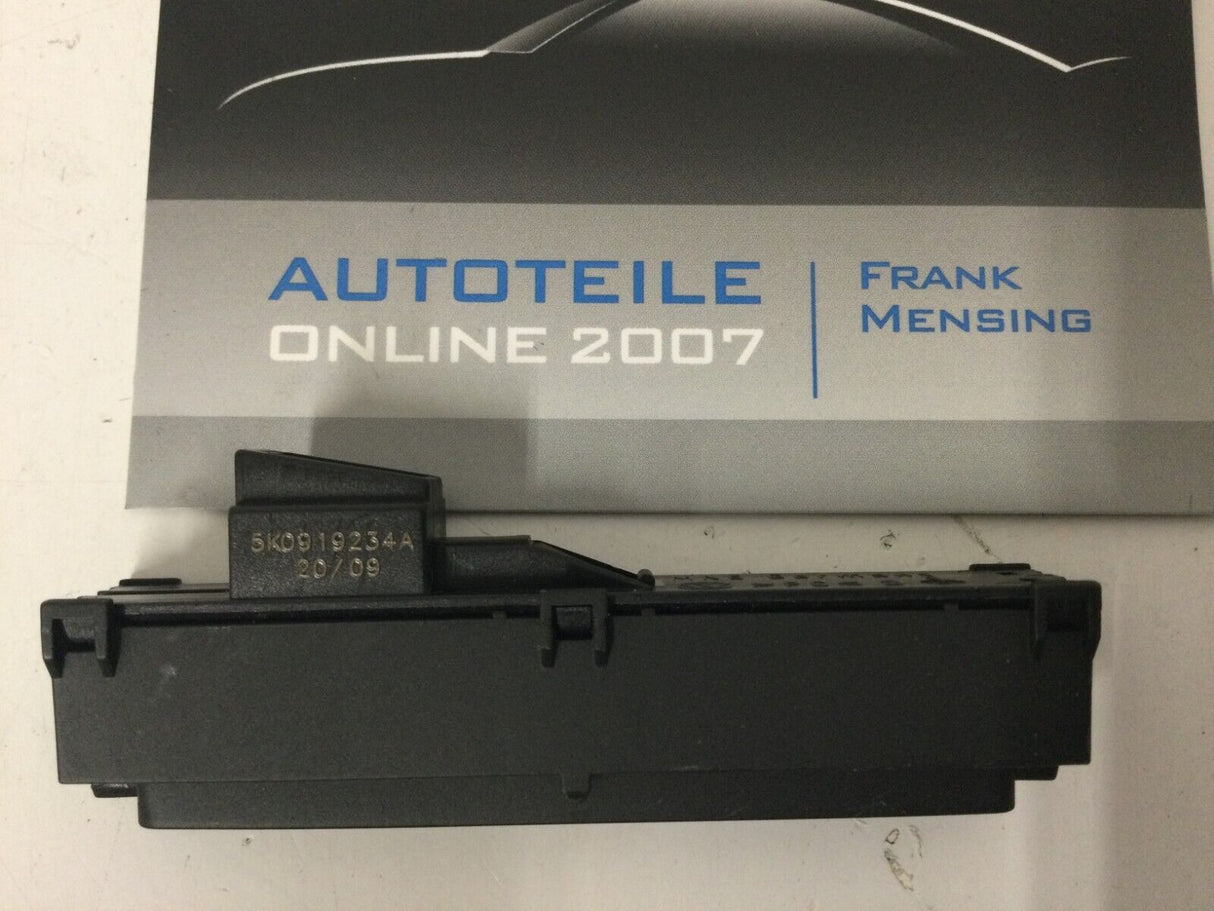 AUTOTEILE
ONLINE 2007
FRANK
MENSING
5K0919234A
20/09